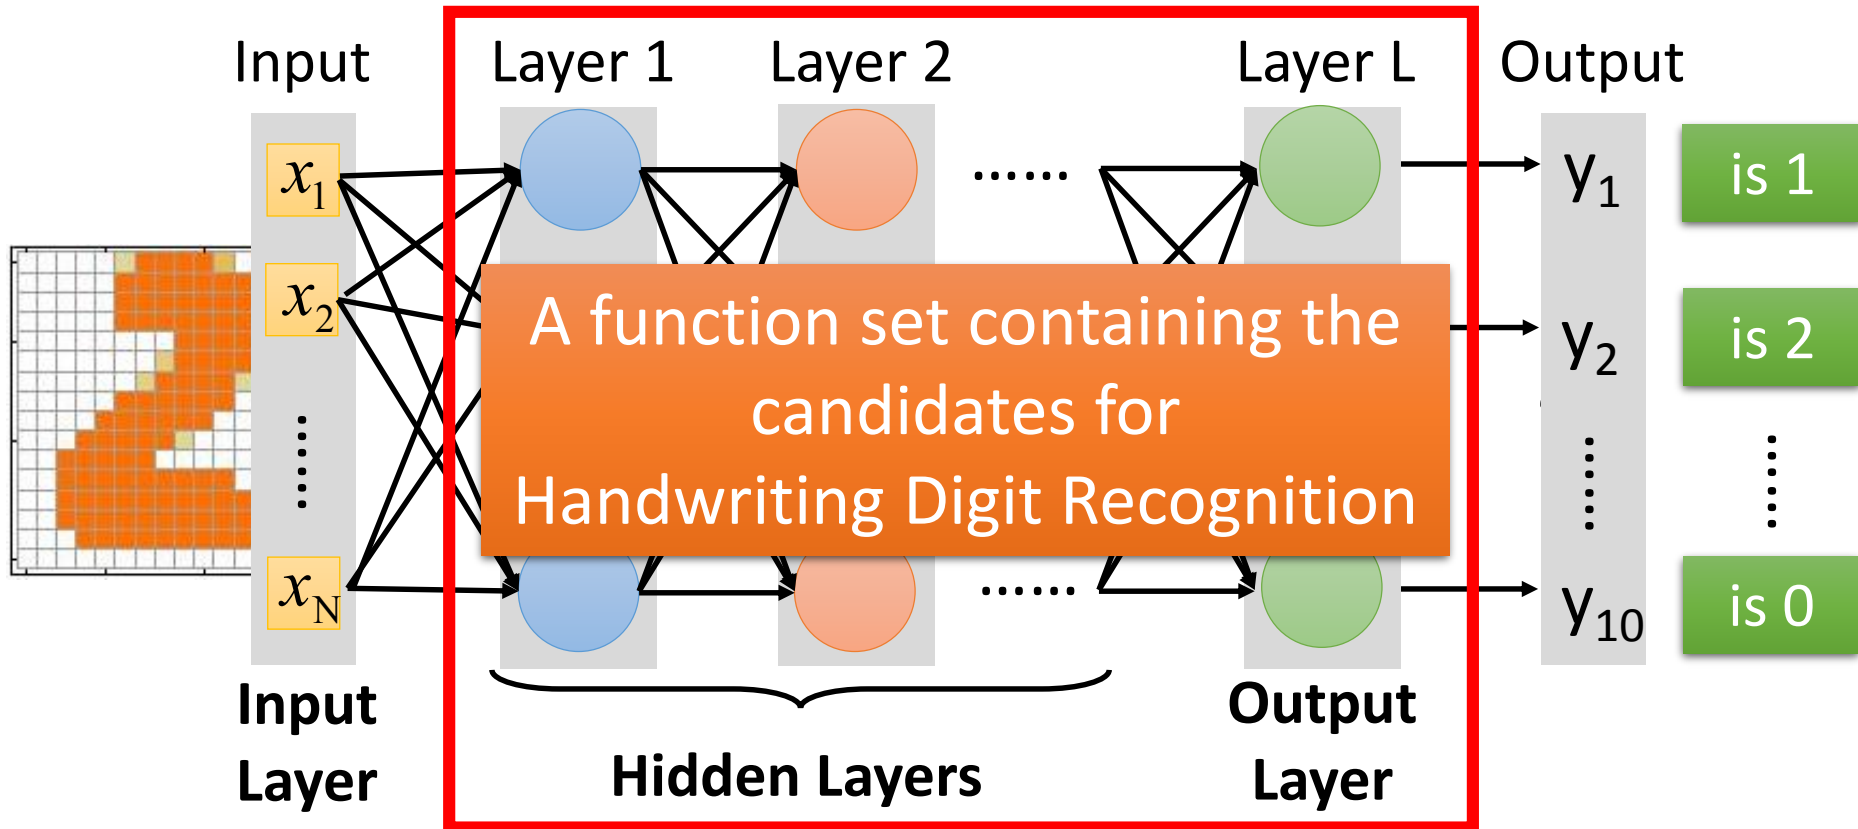 Input Layer 1 Layer 2 Layer L Output
x1 …… y1 is 1
x2 y2 is 2
A function set containing the
candidates for
Handwriting Digit Recognition
…… …… ……
xN …… y10 is 0
Input
Layer
Hidden Layers
Output
Layer